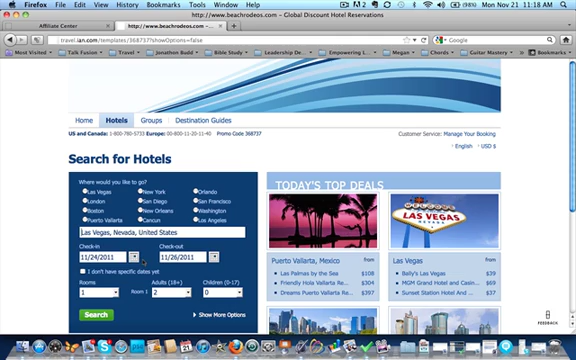 Firefox File Edit View History Bookmarks Tools Window Help (98%) Mon Nov 21 11:18 AM
http://www.beachrodeos.com – Global Discount Hotel Reservations
Affiliate Center http://www.beachrodeos.com – ...
travel.ian.com/templates/368737?showOptions=false Google
Most Visited Talk Fusion Travel Jonathan Budd Bible Study Leadership De... Empowering L... Megan Chords Guitar Mastery Bookmarks
Home Hotels Groups Destination Guides
US and Canada: 1-800-780-5733 Europe: 00-800-11-20-11-40 Promo Code 368737 Customer Service: Manage Your Booking
English USD $
Search for Hotels
Where would you like to go?
Las Vegas New York Orlando
London San Diego San Francisco
Boston New Orleans Washington
Puerto Vallarta Cancun Los Angeles
Las Vegas, Nevada, United States
Check-in Check-out
11/24/2011 11/26/2011
I don't have specific dates yet
Rooms Adults (18+) Children (0-17)
1 Room 1 2 0
Search Show More Options
TODAY'S TOP DEALS
WELCOME
LAS VEGAS
Puerto Vallarta, Mexico
Las Palmas by the Sea $108
Friendly Hola Vallarta $304
Dreams Puerto Vallarta $397
Las Vegas
Bally's Las Vegas $39
MGM Grand Hotel and Casin... $69
Sunset Station Hotel And ... $37
FEEDBACK